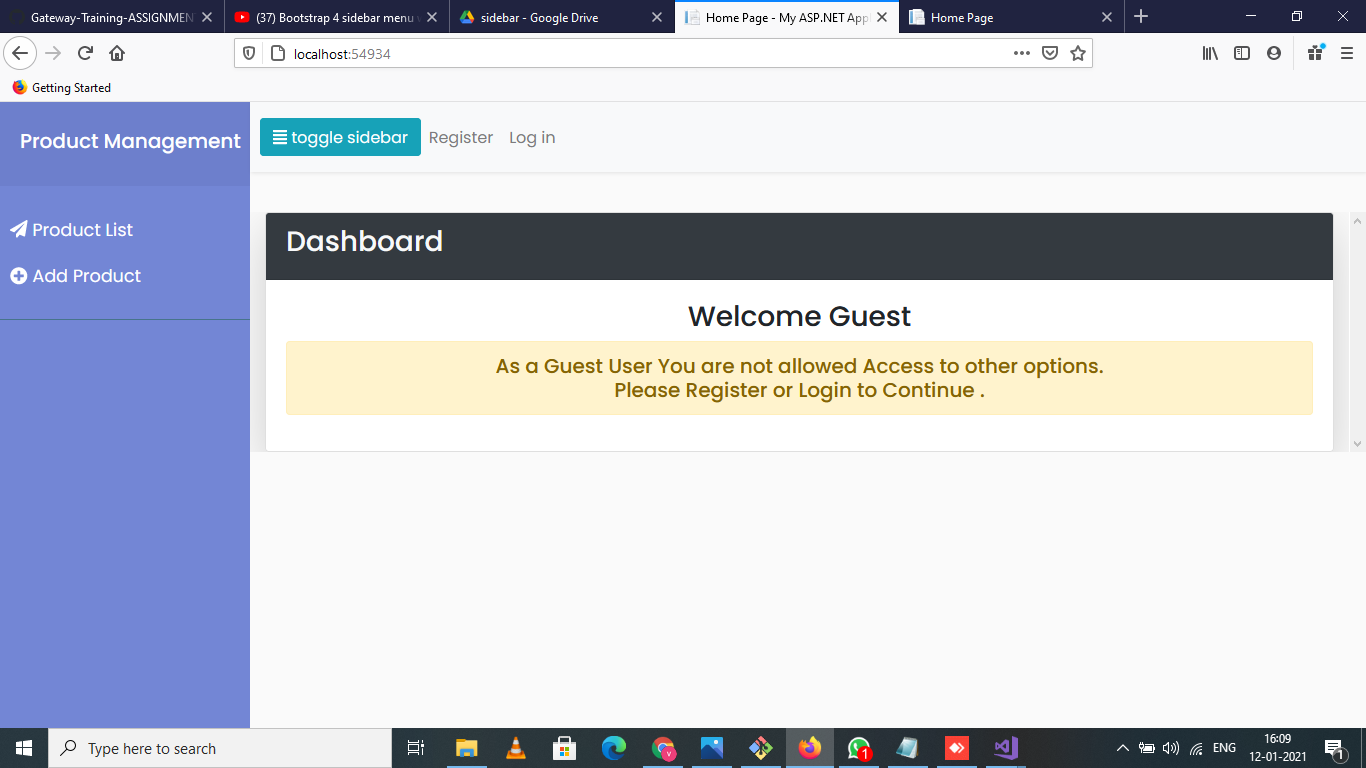 Gateway-Training-ASSIGNMEN
(37) Bootstrap 4 sidebar menu
sidebar - Google Drive
Home Page - My ASP.NET Appl
Home Page
localhost:54934
Getting Started
Product Management
toggle sidebar
Register
Log in
Product List
Add Product
Dashboard
Welcome Guest
As a Guest User You are not allowed Access to other options.
Please Register or Login to Continue .
Type here to search
1
ENG
16:09
12-01-2021
1